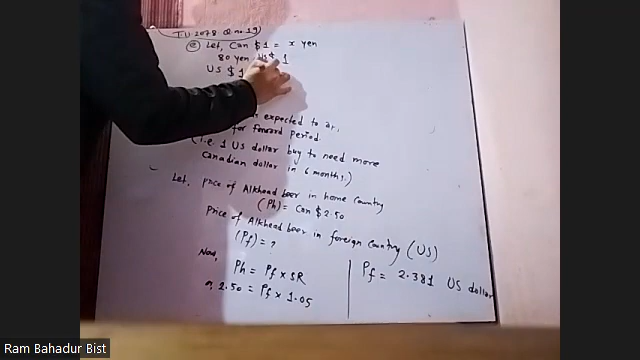 TU. 2078 Q. no. 19
(e) Let, Can $1 = x yen
80 yen = US $ 1
US $ 1
expected to
for forward period
(i.e. 1 US dollar buy to need more
Canadian dollar in 6 months.)
Let, price of Alkhead beer in home country
(Ph) = Can $ 2.50
Price of Alkhead beer in foreign country (US)
(Pf) = ?
Now,
Ph = Pf x SR
o, 2.50 = Pf x 1.05
Pf = 2.381 US dollar
Ram Bahadur Bist